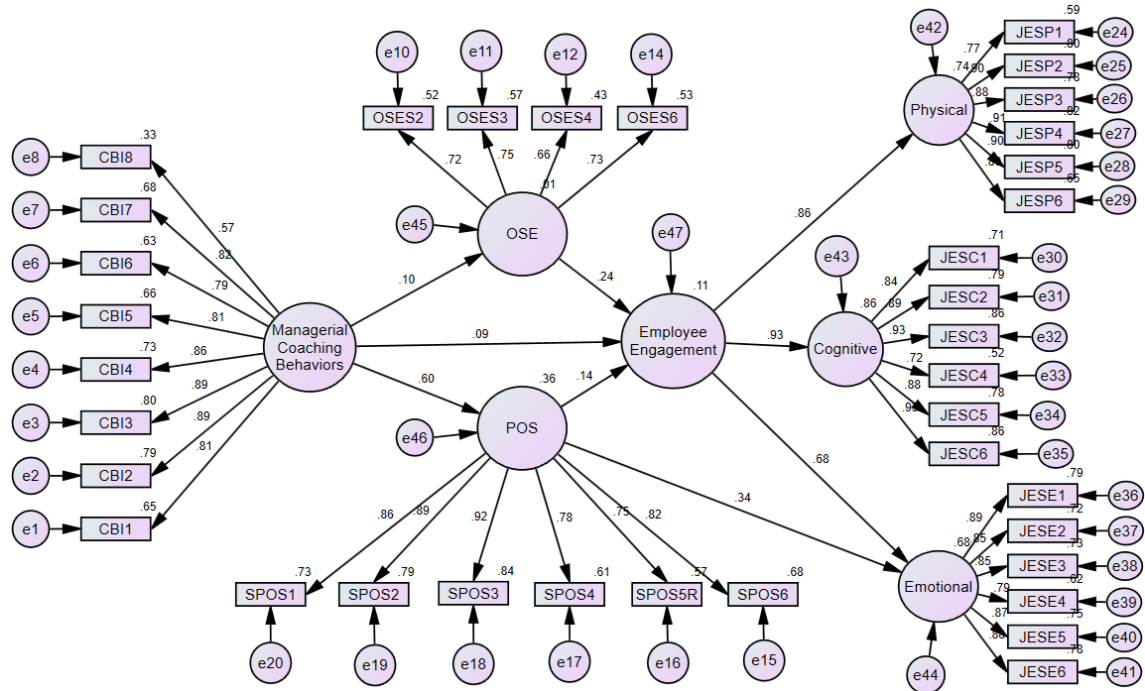 e10
e11
e12
e14
.52
.57
.43
.53
OSES2
OSES3
OSES4
OSES6
.72
.75
.66
.73
.01
e45
OSE
e8
.33
CBI8
e7
.68
CBI7
e6
.63
CBI6
e5
.66
CBI5
e4
.73
CBI4
e3
.80
CBI3
e2
.79
CBI2
e1
.65
CBI1
.57
.82
.79
.81
.86
.89
.89
.81
Managerial
Coaching
Behaviors
.10
.09
.60
.24
.14
e47
.11
Employee
Engagement
.86
.93
.68
.34
.36
e46
POS
.86
.89
.92
.78
.75
.82
.73
.79
.84
.61
.57
.68
SPOS1
SPOS2
SPOS3
SPOS4
SPOS5R
SPOS6
e20
e19
e18
e17
e16
e15
e42
.74
Physical
.77
.90
.88
.91
.90
.59
JESP1
e24
.80
JESP2
e25
.78
JESP3
e26
.82
JESP4
e27
.80
JESP5
e28
.65
JESP6
e29
e43
.86
Cognitive
.84
.89
.93
.72
.88
.71
JESC1
e30
.79
JESC2
e31
.86
JESC3
e32
.52
JESC4
e33
.78
JESC5
e34
.86
JESC6
e35
.68
Emotional
e44
.89
.85
.85
.79
.87
.79
JESE1
e36
.72
JESE2
e37
.73
JESE3
e38
.62
JESE4
e39
.75
JESE5
e40
.78
JESE6
e41